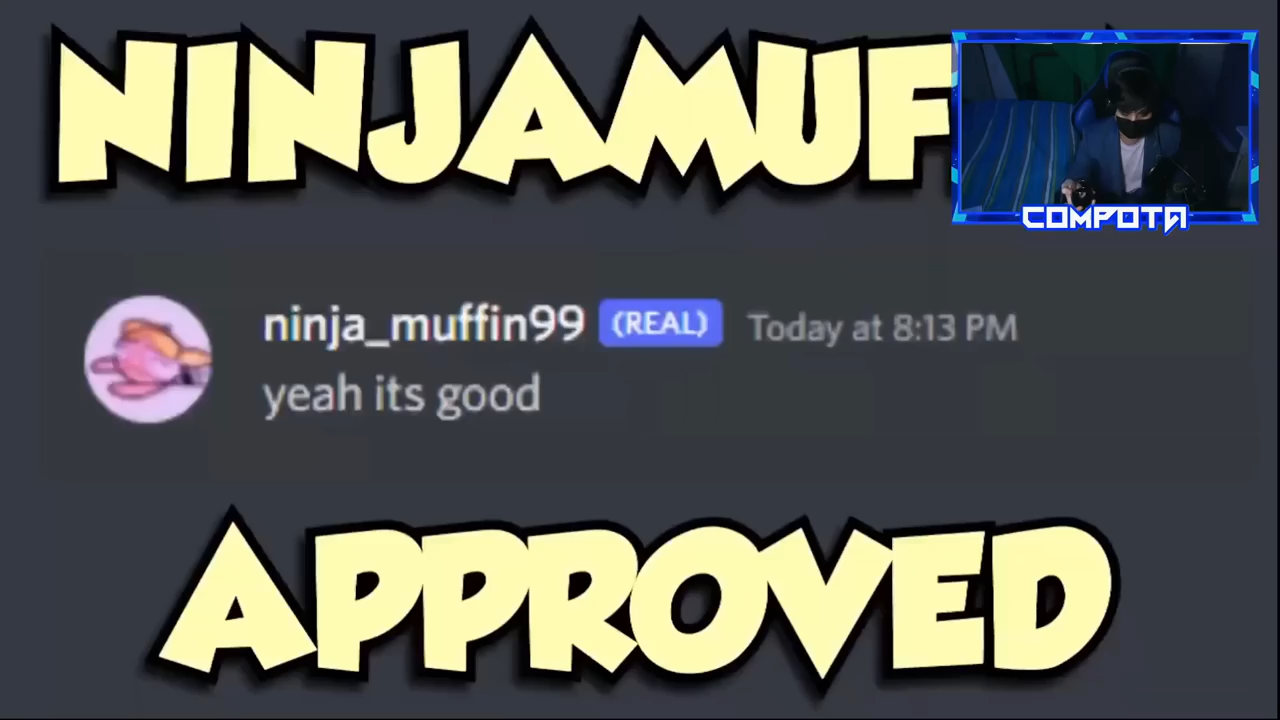 NINJAMUF
COMPOTA
ninja_muffin99 (REAL) Today at 8:13 PM
yeah its good
APPROVED